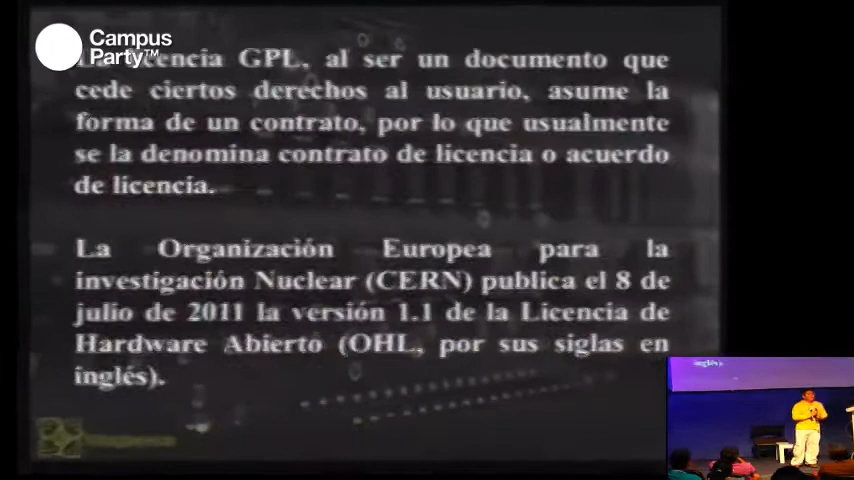 Campus
Party™
licencia GPL, al ser un documento que
cede ciertos derechos al usuario, asume la
forma de un contrato, por lo que usualmente
se la denomina contrato de licencia o acuerdo
de licencia.
La Organización Europea para la
investigación Nuclear (CERN) publica el 8 de
julio de 2011 la versión 1.1 de la Licencia de
Hardware Abierto (OHL, por sus siglas en
inglés).
inglés)